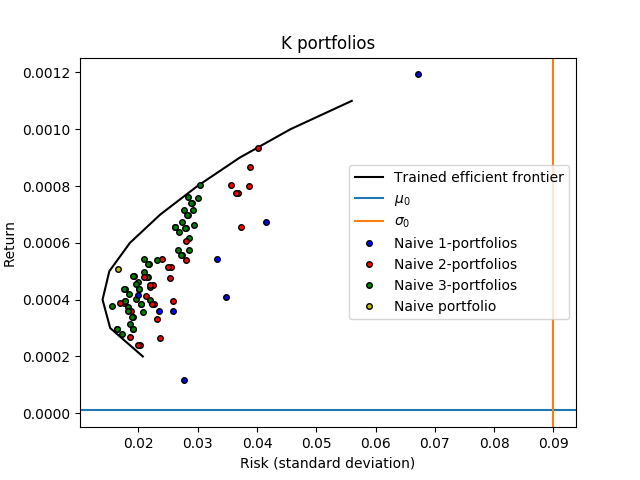 K portfolios
Return
0.0012
0.0010
0.0008
0.0006
0.0004
0.0002
0.0000
Trained efficient frontier
μ₀
σ₀
Naive 1-portfolios
Naive 2-portfolios
Naive 3-portfolios
Naive portfolio
0.02 0.03 0.04 0.05 0.06 0.07 0.08 0.09
Risk (standard deviation)